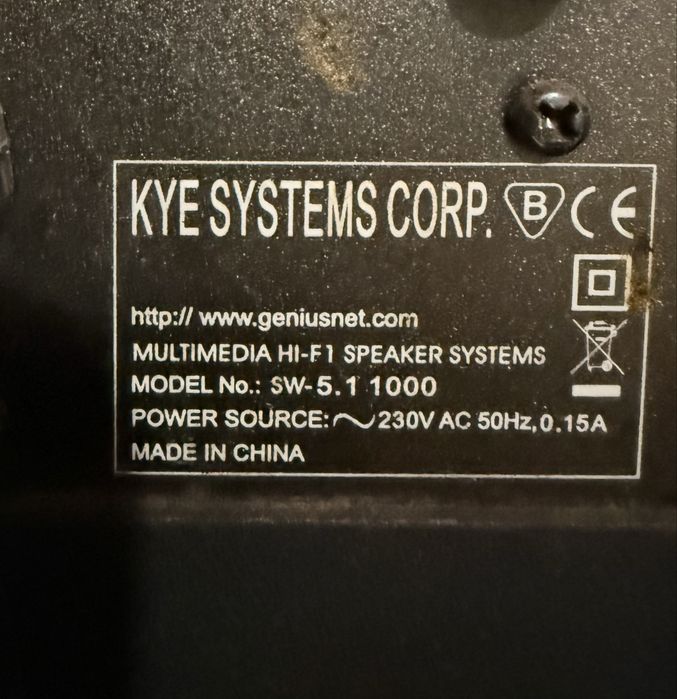 KYE SYSTEMS CORP. B CE
http:// www.geniusnet.com
MULTIMEDIA HI-F1 SPEAKER SYSTEMS
MODEL No.: SW-5.1 1000
POWER SOURCE: ~230V AC 50Hz, 0.15A
MADE IN CHINA